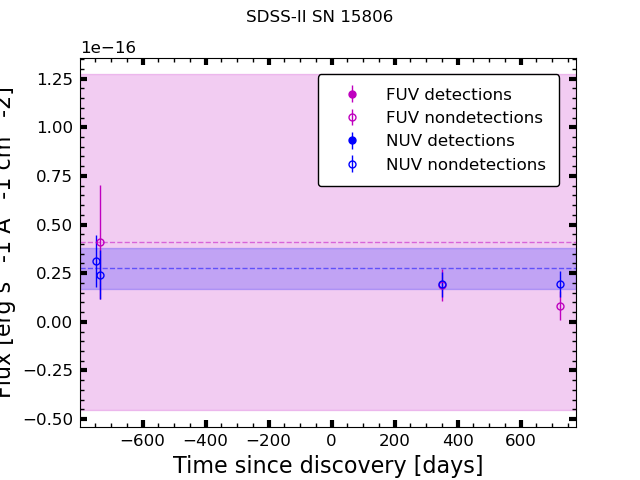 SDSS-II SN 15806
1e−16
1.25
1.00
0.75
0.50
0.25
0.00
−0.25
−0.50
Flux [erg s -1 A -1 cm -2]
FUV detections
FUV nondetections
NUV detections
NUV nondetections
−600 −400 −200 0 200 400 600
Time since discovery [days]